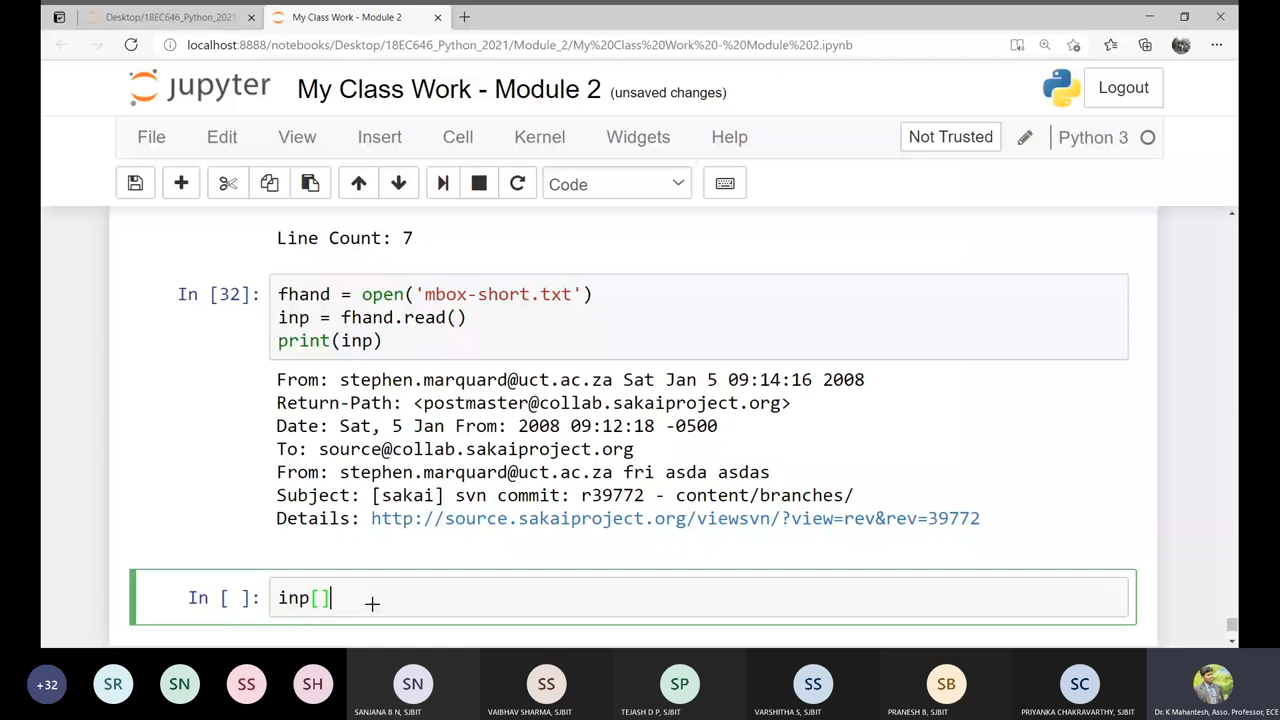 Desktop/18EC646_Python_2021/
My Class Work - Module 2
localhost:8888/notebooks/Desktop/18EC646_Python_2021/Module_2/My%20Class%20Work%20-%20Module%202.ipynb
jupyter My Class Work - Module 2 (unsaved changes) Logout
File Edit View Insert Cell Kernel Widgets Help Not Trusted Python 3
Code
Line Count: 7
In [32]: fhand = open('mbox-short.txt')
inp = fhand.read()
print(inp)
From: stephen.marquard@uct.ac.za Sat Jan 5 09:14:16 2008
Return-Path: <postmaster@collab.sakaiproject.org>
Date: Sat, 5 Jan From: 2008 09:12:18 -0500
To: source@collab.sakaiproject.org
From: stephen.marquard@uct.ac.za fri asda asdas
Subject: [sakai] svn commit: r39772 - content/branches/
Details: http://source.sakaiproject.org/viewsvn/?view=rev&rev=39772
In [ ]: inp[]
+32 SR SN SS SH SN SS SP SS SB SC
SANJANA B N, SJBIT VAIBHAV SHARMA, SJBIT TEJASH D P, SJBIT VARSHITHA S, SJBIT PRANESH B, SJBIT PRIYANKA CHAKRAVARTHY, SJBIT Dr. K Mahantesh, Asso. Professor, ECE